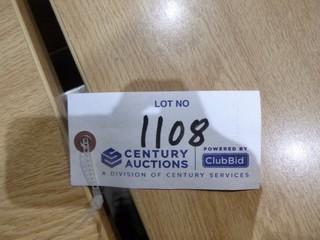 LOT NO
1108
CENTURY AUCTIONS
POWERED BY
ClubBid
A DIVISION OF CENTURY SERVICES